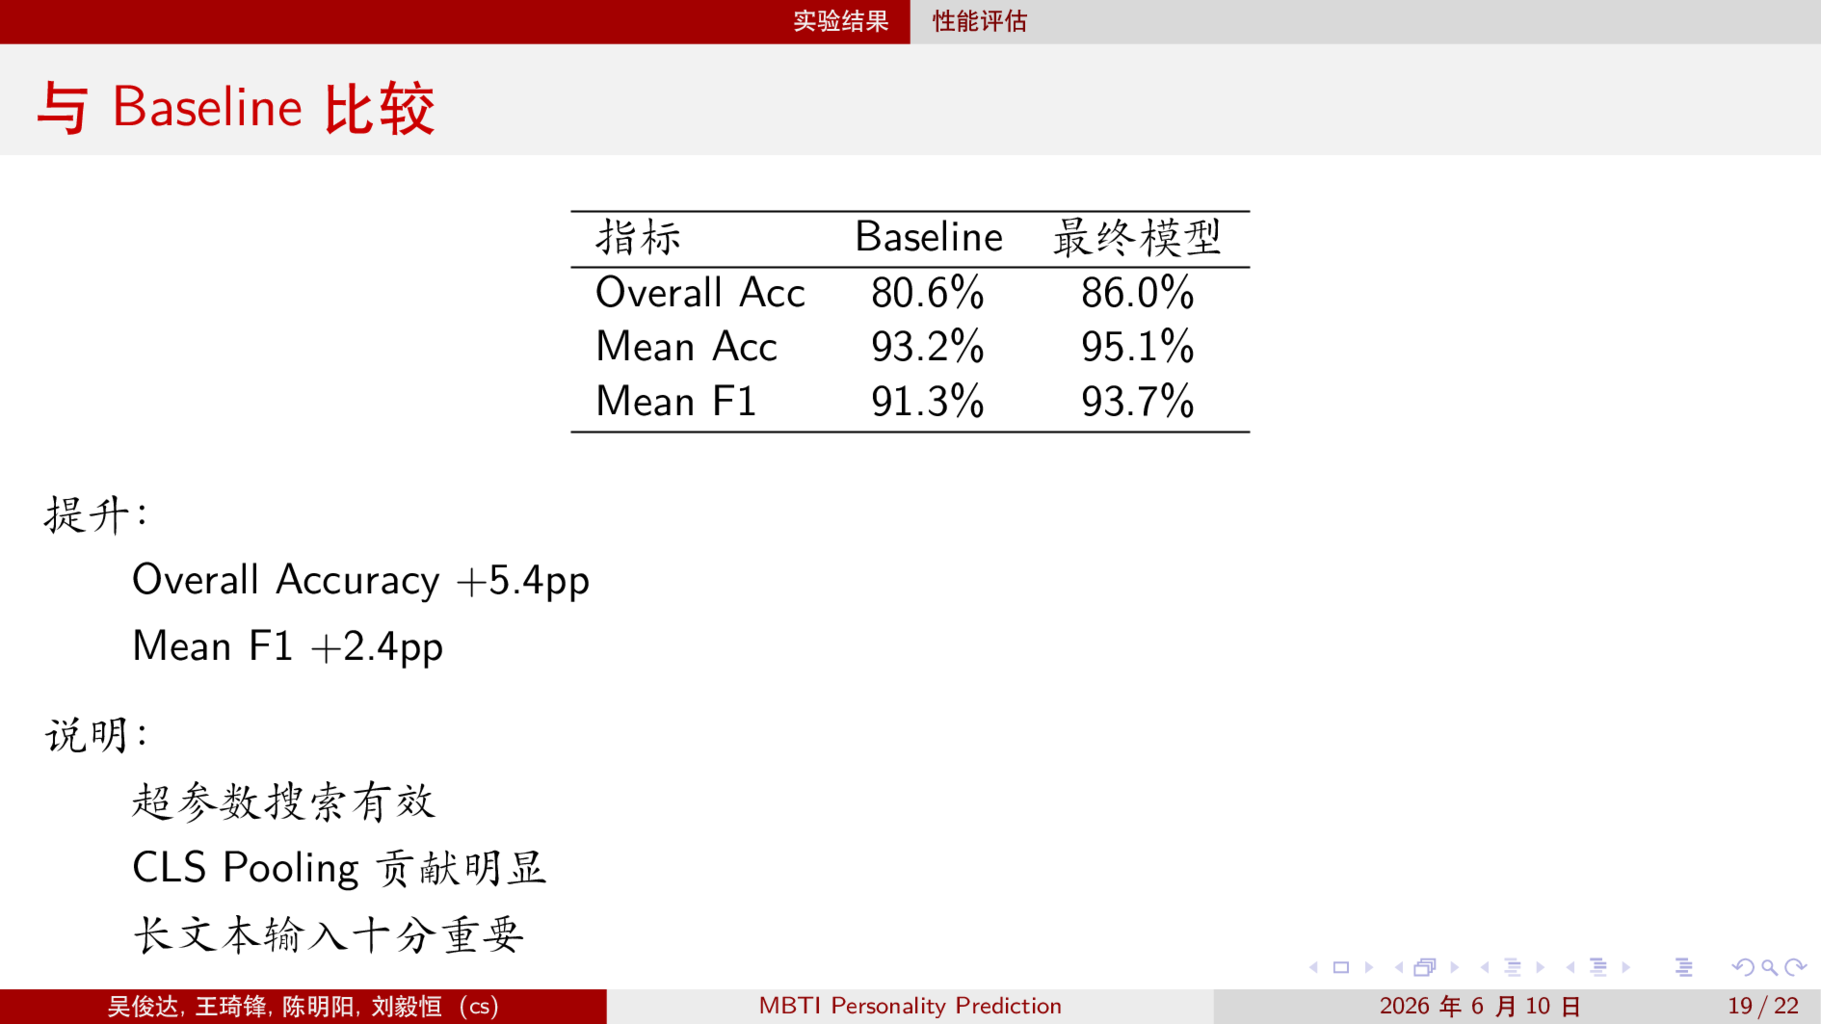 实验结果 性能评估
与 Baseline 比较
指标 Baseline 最终模型
Overall Acc 80.6% 86.0%
Mean Acc 93.2% 95.1%
Mean F1 91.3% 93.7%
提升：
Overall Accuracy +5.4pp
Mean F1 +2.4pp
说明：
超参数搜索有效
CLS Pooling 贡献明显
长文本输入十分重要
吴俊达, 王琦锋, 陈明阳, 刘毅恒 (cs) MBTI Personality Prediction 2026 年 6 月 10 日 19 / 22